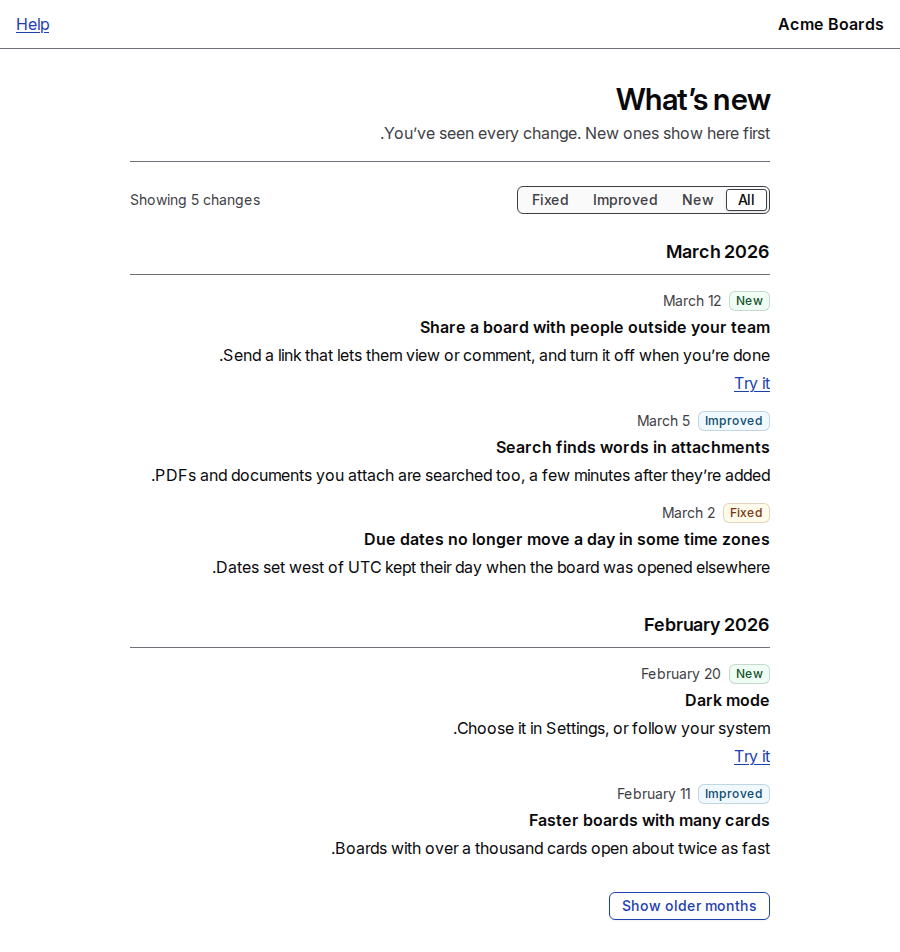 Acme Boards
Help
What’s new
.You’ve seen every change. New ones show here first
All New Improved Fixed
Showing 5 changes
March 2026
New March 12
Share a board with people outside your team
.Send a link that lets them view or comment, and turn it off when you’re done
Try it
Improved March 5
Search finds words in attachments
.PDFs and documents you attach are searched too, a few minutes after they’re added
Fixed March 2
Due dates no longer move a day in some time zones
.Dates set west of UTC kept their day when the board was opened elsewhere
February 2026
New February 20
Dark mode
.Choose it in Settings, or follow your system
Try it
Improved February 11
Faster boards with many cards
.Boards with over a thousand cards open about twice as fast
Show older months